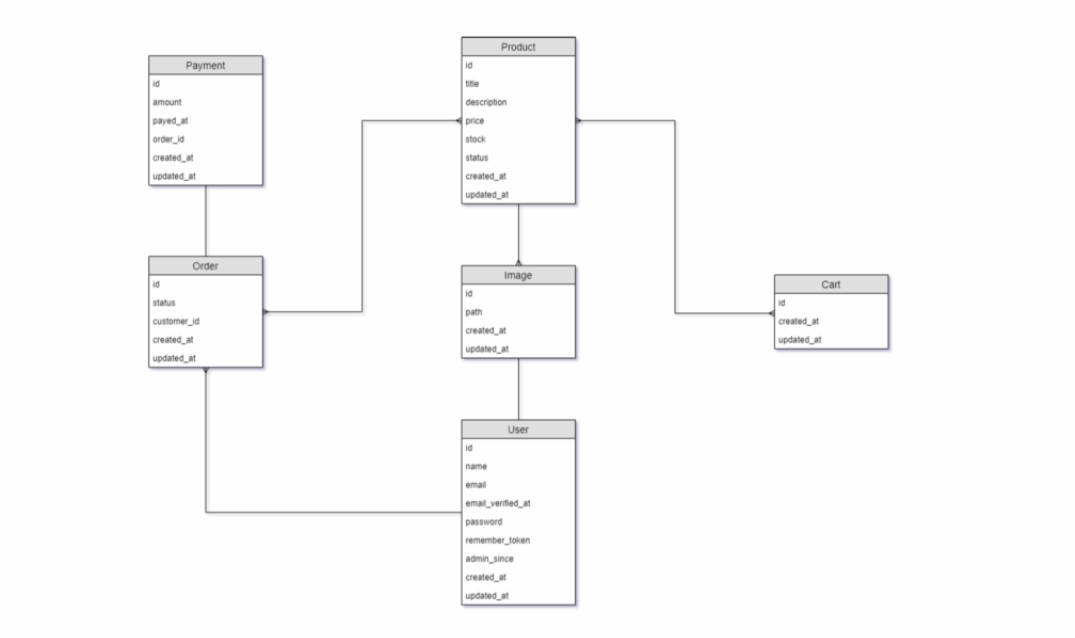 Payment
id
amount
payed_at
order_id
created_at
updated_at
Product
id
title
description
price
stock
status
created_at
updated_at
Order
id
status
customer_id
created_at
updated_at
Image
id
path
created_at
updated_at
Cart
id
created_at
updated_at
User
id
name
email
email_verified_at
password
remember_token
admin_since
created_at
updated_at